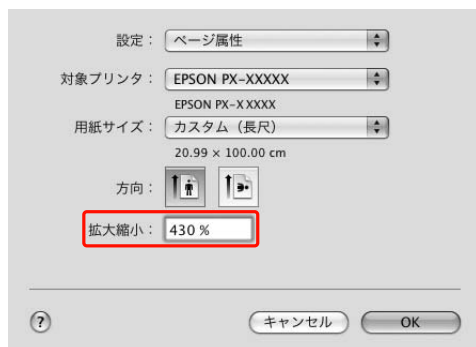 設定： ページ属性
対象プリンタ： EPSON PX-XXXXX
EPSON PX-XXXXX
用紙サイズ： カスタム（長尺）
20.99 × 100.00 cm
方向：
拡大縮小： 430 %
? キャンセル OK